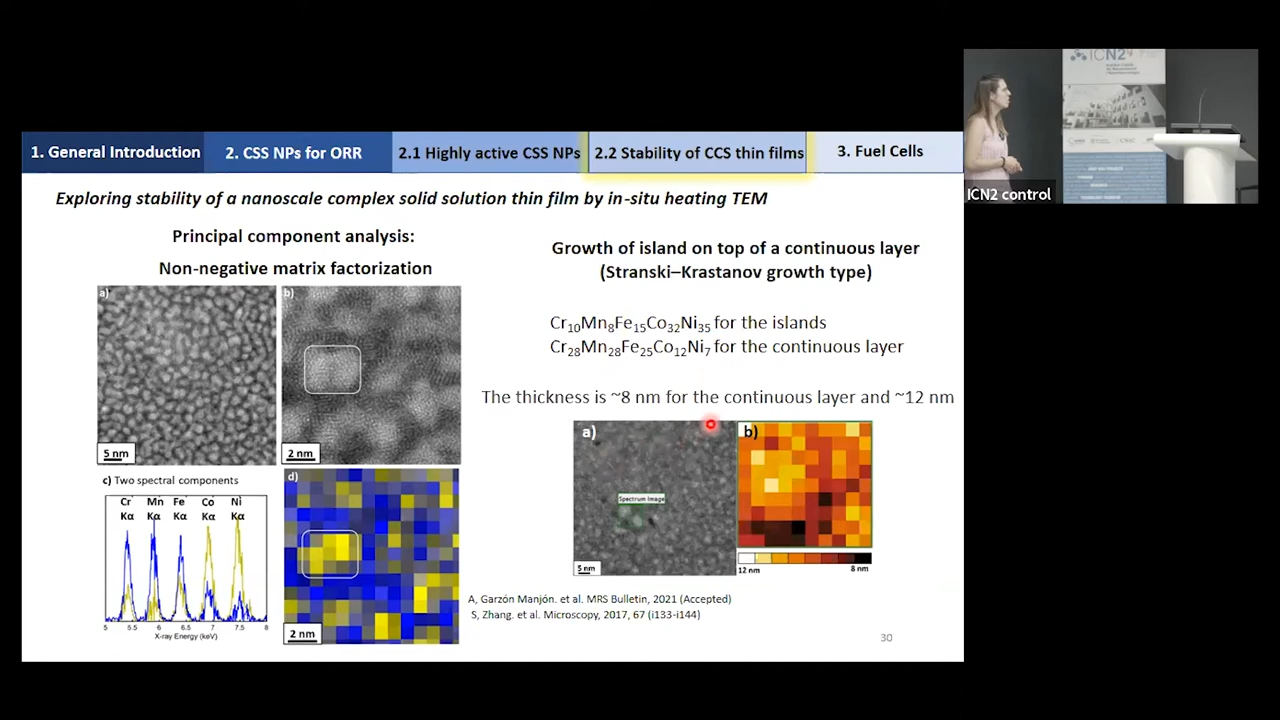 1. General Introduction
2. CSS NPs for ORR
2.1 Highly active CSS NPs
2.2 Stability of CCS thin films
3. Fuel Cells
Exploring stability of a nanoscale complex solid solution thin film by in-situ heating TEM
Principal component analysis:
Non-negative matrix factorization
a)
5 nm
b)
2 nm
c) Two spectral components
Cr Mn Fe Co Ni
Kα Kα Kα Kα Kα
5 5.5 6 6.5 7 7.5 8
X-ray Energy (keV)
d)
2 nm
Growth of island on top of a continuous layer
(Stranski–Krastanov growth type)
Cr₁₀Mn₈Fe₁₅Co₃₂Ni₃₅ for the islands
Cr₂₈Mn₂₈Fe₂₅Co₁₂Ni₇ for the continuous layer
The thickness is ~8 nm for the continuous layer and ~12 nm
a)
Spectrum Image
5 nm
b)
12 nm 8 nm
A, Garzón Manjón. et al. MRS Bulletin, 2021 (Accepted)
S, Zhang. et al. Microscopy, 2017, 67 (i133-i144)
30
ICN2
ICN2 control